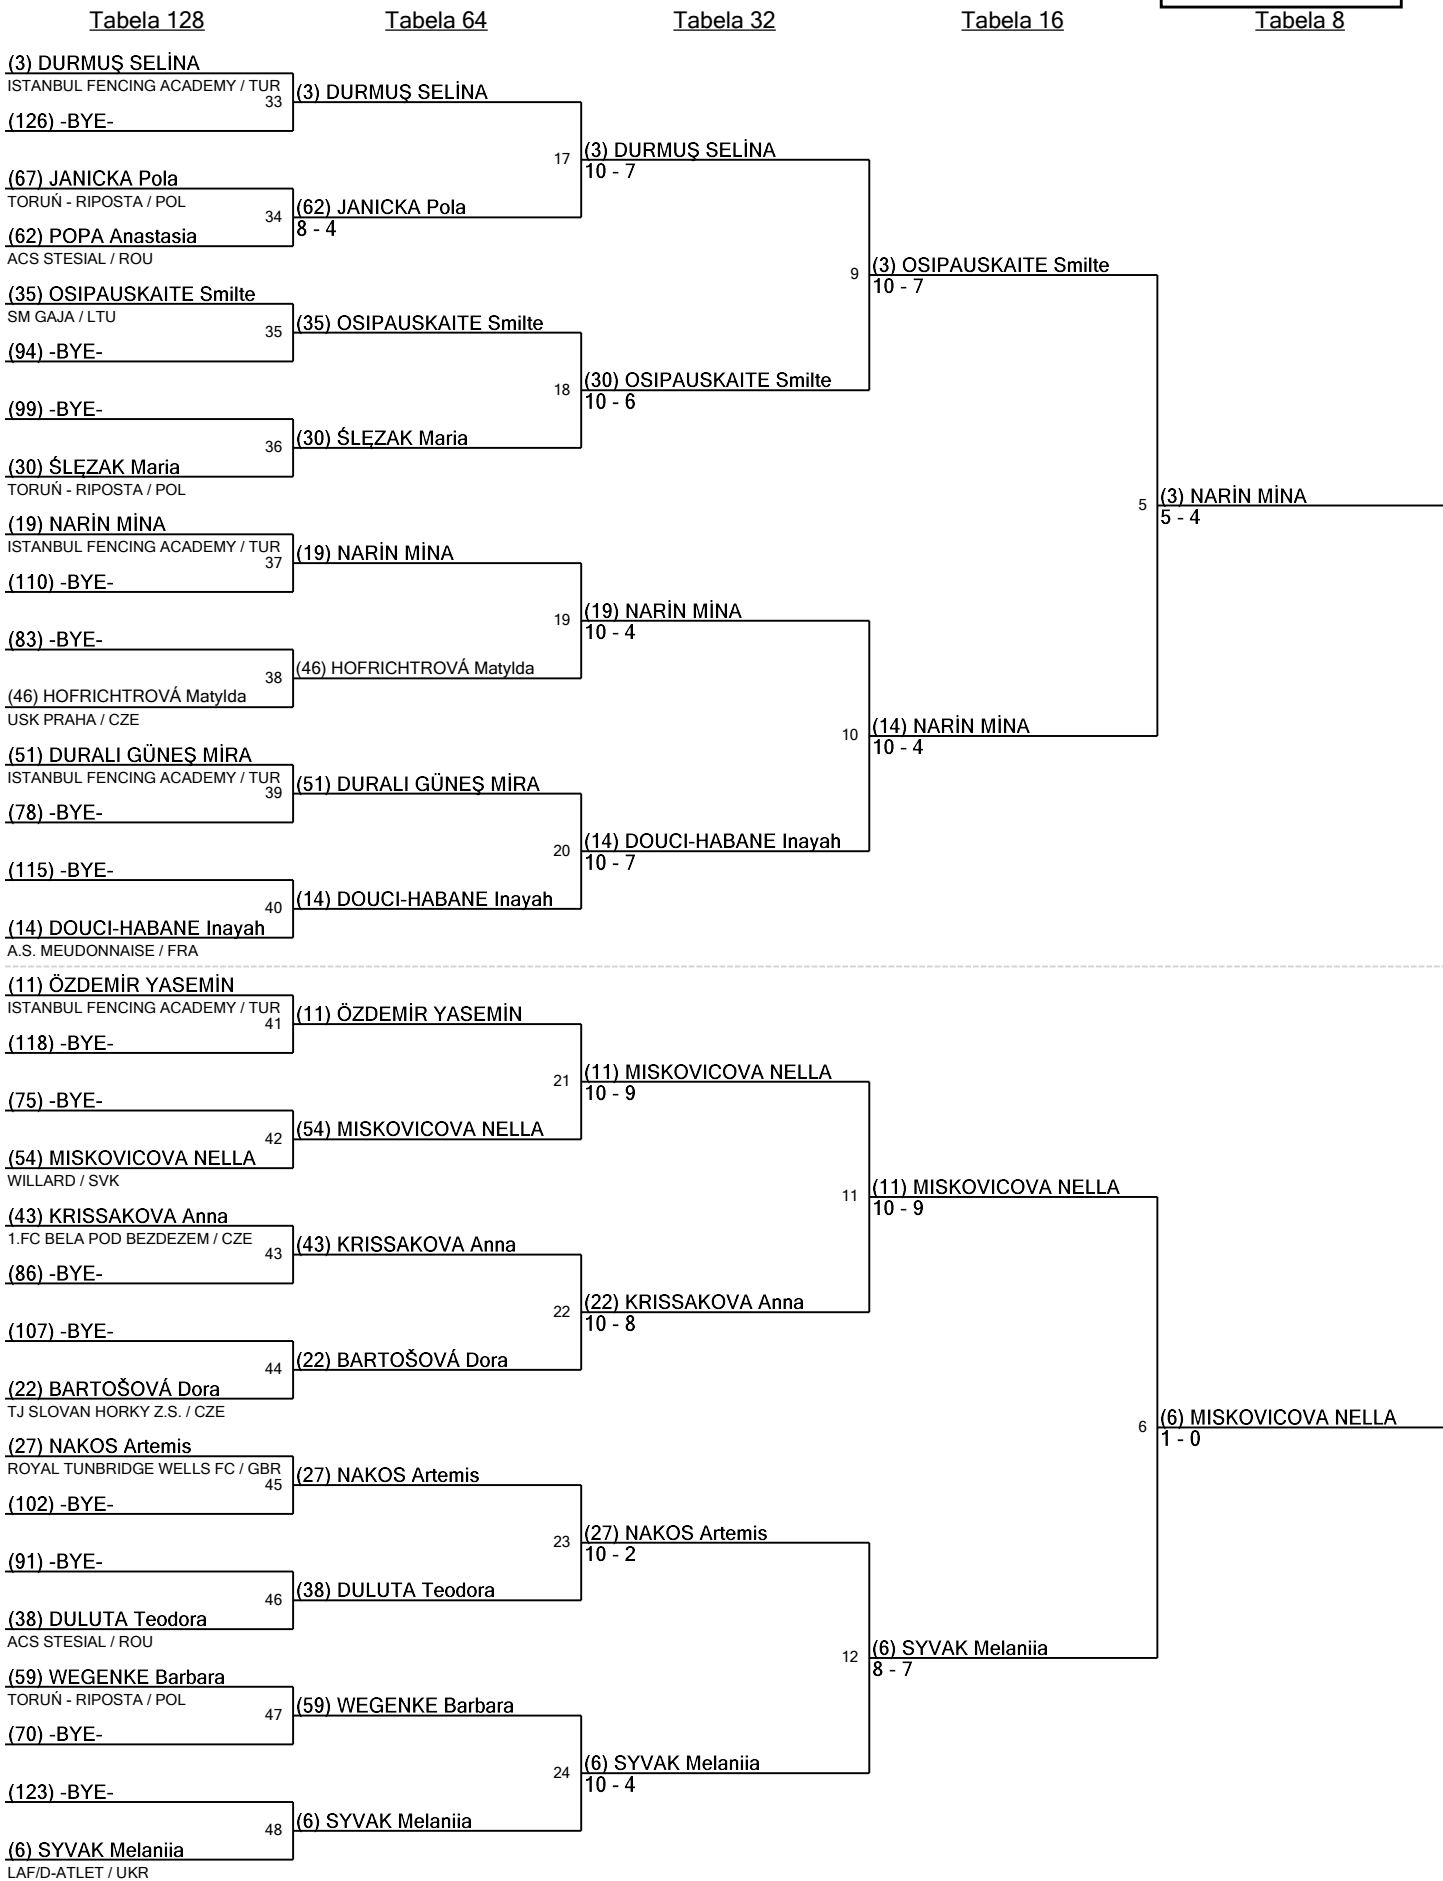 Tabela 128
Tabela 64
Tabela 32
Tabela 16
Tabela 8
(3) DURMUŞ SELİNA
ISTANBUL FENCING ACADEMY / TUR
33
(126) -BYE-
(67) JANICKA Pola
TORUŃ - RIPOSTA / POL
34
(62) POPA Anastasia
ACS STESIAL / ROU
(35) OSIPAUSKAITE Smilte
SM GAJA / LTU
35
(94) -BYE-
(99) -BYE-
36
(30) ŚLĘZAK Maria
TORUŃ - RIPOSTA / POL
(19) NARİN MİNA
ISTANBUL FENCING ACADEMY / TUR
37
(110) -BYE-
(83) -BYE-
38
(46) HOFRICHTROVÁ Matylda
USK PRAHA / CZE
(51) DURALI GÜNEŞ MİRA
ISTANBUL FENCING ACADEMY / TUR
39
(78) -BYE-
(115) -BYE-
40
(14) DOUCI-HABANE Inayah
A.S. MEUDONNAISE / FRA
(11) ÖZDEMİR YASEMİN
ISTANBUL FENCING ACADEMY / TUR
41
(118) -BYE-
(75) -BYE-
42
(54) MISKOVICOVA NELLA
WILLARD / SVK
(43) KRISSAKOVA Anna
1.FC BELA POD BEZDEZEM / CZE
43
(86) -BYE-
(107) -BYE-
44
(22) BARTOŠOVÁ Dora
TJ SLOVAN HORKY Z.S. / CZE
(27) NAKOS Artemis
ROYAL TUNBRIDGE WELLS FC / GBR
45
(102) -BYE-
(91) -BYE-
46
(38) DULUTA Teodora
ACS STESIAL / ROU
(59) WEGENKE Barbara
TORUŃ - RIPOSTA / POL
47
(70) -BYE-
(123) -BYE-
48
(6) SYVAK Melaniia
LAF/D-ATLET / UKR
(3) DURMUŞ SELİNA
17
(62) JANICKA Pola
8 - 4
(35) OSIPAUSKAITE Smilte
18
(30) ŚLĘZAK Maria
(19) NARİN MİNA
19
(46) HOFRICHTROVÁ Matylda
(51) DURALI GÜNEŞ MİRA
20
(14) DOUCI-HABANE Inayah
(11) ÖZDEMİR YASEMİN
21
(54) MISKOVICOVA NELLA
(43) KRISSAKOVA Anna
22
(22) BARTOŠOVÁ Dora
(27) NAKOS Artemis
23
(38) DULUTA Teodora
(59) WEGENKE Barbara
24
(6) SYVAK Melaniia
(3) DURMUŞ SELİNA
10 - 7
9
(30) OSIPAUSKAITE Smilte
10 - 6
(19) NARİN MİNA
10 - 4
10
(14) DOUCI-HABANE Inayah
10 - 7
(11) MISKOVICOVA NELLA
10 - 9
11
(22) KRISSAKOVA Anna
10 - 8
(27) NAKOS Artemis
10 - 2
12
(6) SYVAK Melaniia
10 - 4
(3) OSIPAUSKAITE Smilte
10 - 7
5
(14) NARİN MİNA
10 - 4
(11) MISKOVICOVA NELLA
10 - 9
6
(6) SYVAK Melaniia
8 - 7
(3) NARİN MİNA
5 - 4
(6) MISKOVICOVA NELLA
1 - 0